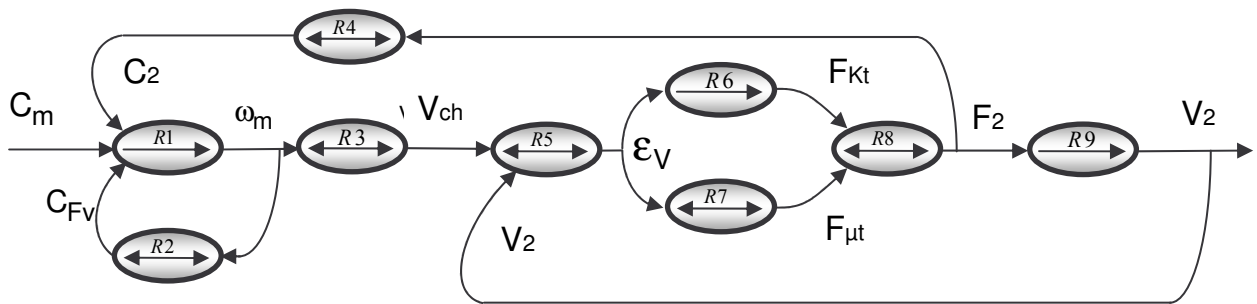 R4
C2
R6
FKt
Cm
ωm
Vch
F2
V2
R1
R3
R5
εV
R8
R9
CFv
R7
R2
V2
Fμt